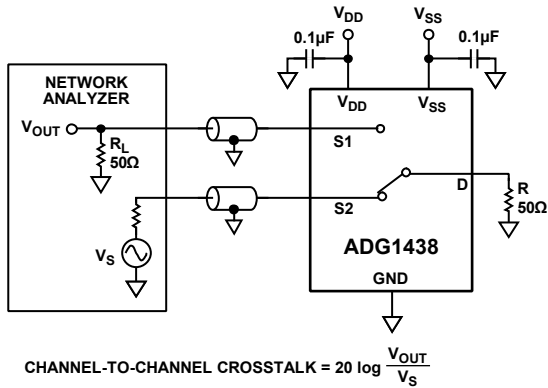 VDD
VSS
0.1µF
0.1µF
NETWORK
ANALYZER
VDD
VSS
VOUT
S1
RL
50Ω
S2
D
R
50Ω
VS
ADG1438
GND
CHANNEL-TO-CHANNEL CROSSTALK = 20 log VOUT
VS